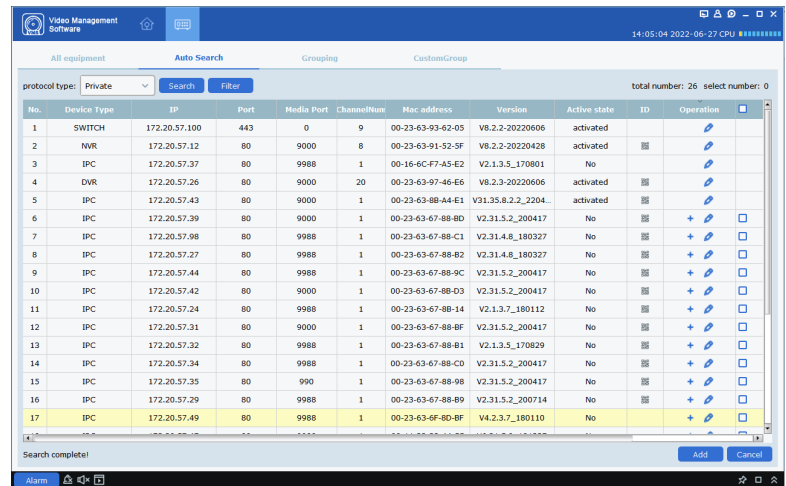 Video Management
Software
14:05:04 2022-06-27 CPU
All equipment Auto Search Grouping CustomGroup
protocol type: Private Search Filter total number: 26 select number: 0
No. Device Type IP Port Media Port ChannelNum Mac address Version Active state ID Operation
1 SWITCH 172.20.57.100 443 0 9 00-23-63-93-62-05 V8.2.2-20220606 activated
2 NVR 172.20.57.12 80 9000 8 00-23-63-91-52-5F V8.2.2-20220428 activated
3 IPC 172.20.57.37 80 9988 1 00-16-6C-F7-A5-E2 V2.1.3.5_170801 No
4 DVR 172.20.57.26 80 9000 20 00-23-63-97-46-E6 V8.2.3-20220606 activated
5 IPC 172.20.57.43 80 9000 1 00-23-63-8B-A4-E1 V31.35.8.2.2_2204... activated
6 IPC 172.20.57.39 80 9000 1 00-23-63-67-88-BD V2.31.5.2_200417 No +
7 IPC 172.20.57.98 80 9988 1 00-23-63-67-88-C1 V2.31.4.8_180327 No +
8 IPC 172.20.57.27 80 9988 1 00-23-63-67-88-B2 V2.31.4.8_180327 No +
9 IPC 172.20.57.44 80 9000 1 00-23-63-67-88-9C V2.31.5.2_200417 No +
10 IPC 172.20.57.42 80 9000 1 00-23-63-67-8B-D3 V2.31.5.2_200417 No +
11 IPC 172.20.57.24 80 9988 1 00-23-63-67-8B-14 V2.1.3.7_180112 No +
12 IPC 172.20.57.31 80 9000 1 00-23-63-67-88-BF V2.31.5.2_200417 No +
13 IPC 172.20.57.32 80 9988 1 00-23-63-67-88-B1 V2.1.3.5_170829 No +
14 IPC 172.20.57.34 80 9988 1 00-23-63-67-88-C0 V2.31.5.2_200417 No +
15 IPC 172.20.57.35 80 990 1 00-23-63-67-88-98 V2.31.5.2_200417 No +
16 IPC 172.20.57.29 80 9988 1 00-23-63-67-88-B9 V2.31.5.2_200714 No +
17 IPC 172.20.57.49 80 9988 1 00-23-63-6F-8D-BF V4.2.3.7_180110 No +
Search complete! Add Cancel
Alarm